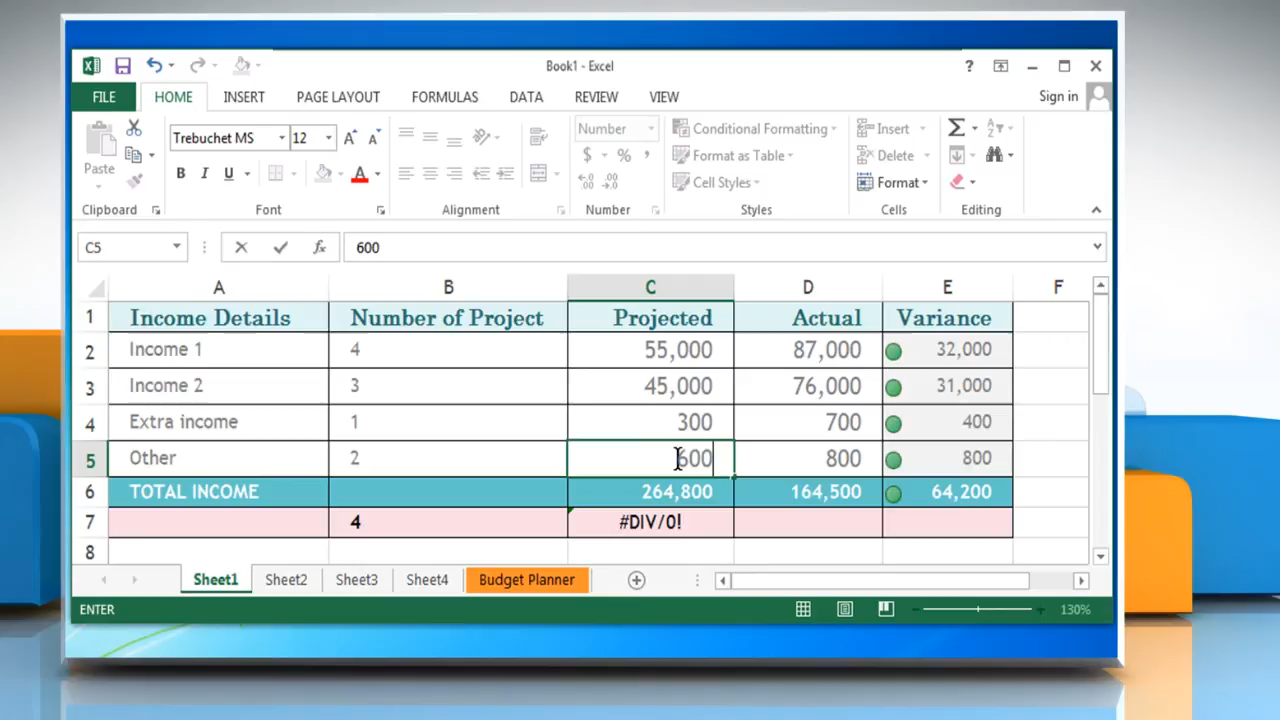 Book1 - Excel
?
FILE HOME INSERT PAGE LAYOUT FORMULAS DATA REVIEW VIEW Sign in
Trebuchet MS 12 A A Number Conditional Formatting Insert Σ
Paste $ % , Format as Table Delete
B I U A Cell Styles Format
Clipboard Font Alignment Number Styles Cells Editing
C5 fx 600
A B C D E F
1 Income Details Number of Project Projected Actual Variance
2 Income 1 4 55,000 87,000 32,000
3 Income 2 3 45,000 76,000 31,000
4 Extra income 1 300 700 400
5 Other 2 600 800 800
6 TOTAL INCOME 264,800 164,500 64,200
7 4 #DIV/0!
8
Sheet1 Sheet2 Sheet3 Sheet4 Budget Planner
ENTER 130%